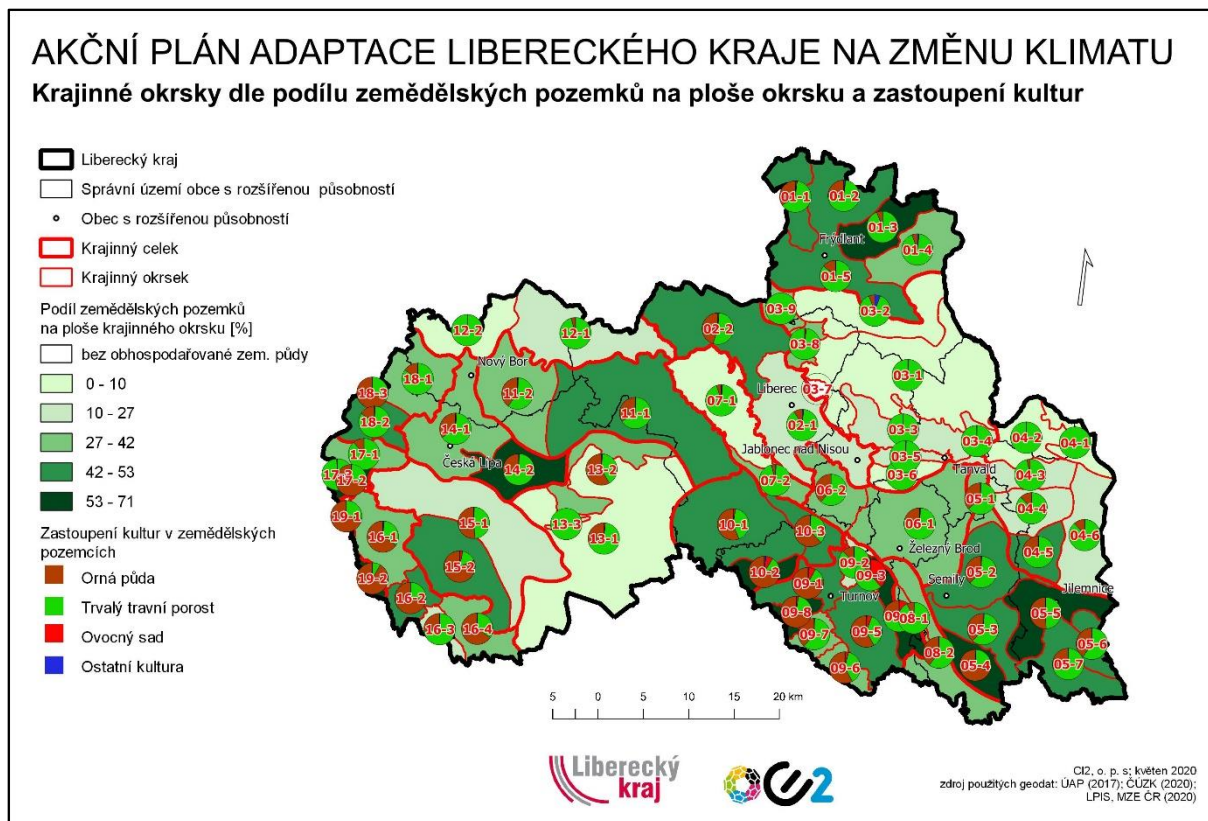 AKČNÍ PLÁN ADAPTACE LIBERECKÉHO KRAJE NA ZMĚNU KLIMATU
Krajinné okrsky dle podílu zemědělských pozemků na ploše okrsku a zastoupení kultur
Liberecký kraj
Správní území obce s rozšířenou působností
Obec s rozšířenou působností
Krajinný celek
Krajinný okrsek
Podíl zemědělských pozemků
na ploše krajinného okrsku [%]
bez obhospodařované zem. půdy
0 - 10
10 - 27
27 - 42
42 - 53
53 - 71
Zastoupení kultur v zemědělských
pozemcích
Orná půda
Trvalý travní porost
Ovocný sad
Ostatní kultura
01-1
01-2
01-3
Frýdlant
01-4
01-5
03-9
03-2
12-2
12-1
02-2
03-8
Nový Bor
18-1
03-1
18-3
11-2
07-1
Liberec
03-7
18-2
14-1
11-1
02-1
03-3
03-4
04-2
04-1
17-1
Česká Lípa
14-2
13-2
Jablonec nad Nisou
03-5
Tanvald
17-3
17-2
07-2
03-6
04-3
06-2
05-1
19-1
15-1
13-3
04-4
16-1
13-1
10-1
10-3
06-1
04-6
Železný Brod
04-5
15-2
09-2
19-2
10-2
09-1
09-3
Semily
05-2
Jilemnice
16-2
Turnov
09-8
08-1
05-5
16-3
16-4
09-7
09-5
05-3
05-6
08-2
09-6
05-4
05-7
5 0 5 10 15 20 km
Liberecký
kraj
CI2
CI2, o. p. s; květen 2020
zdroj použitých geodat: ÚAP (2017); ČÚZK (2020);
LPIS, MZE ČR (2020)